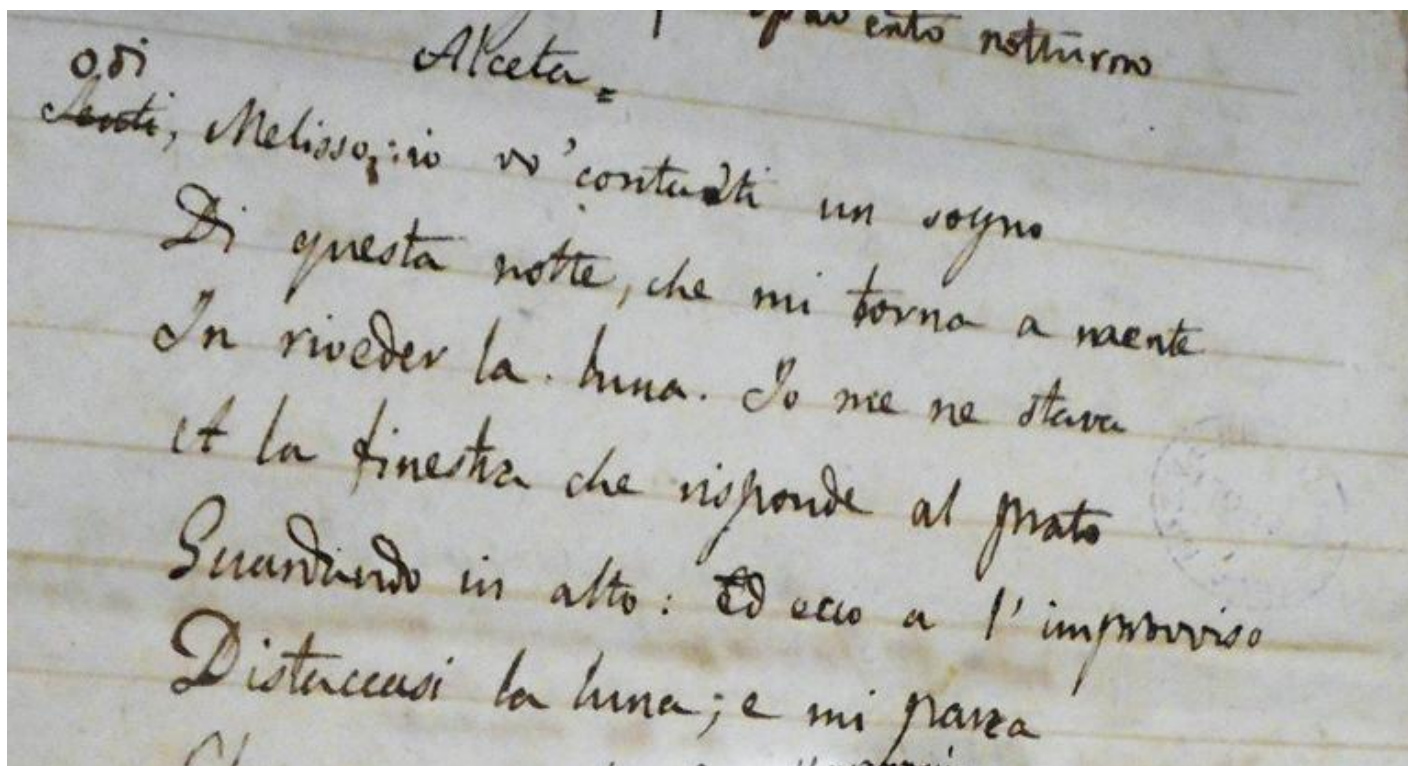 notturno
Alceta.=
Odi
Senti, Melisso: io vo' contarti un sogno
Di questa notte, che mi torna a mente
In riveder la luna. Io me ne stava
A la finestra che risponde al prato
Guardando in alto: Ed ecco a l'improvviso
Distaccasi la luna; e mi parea